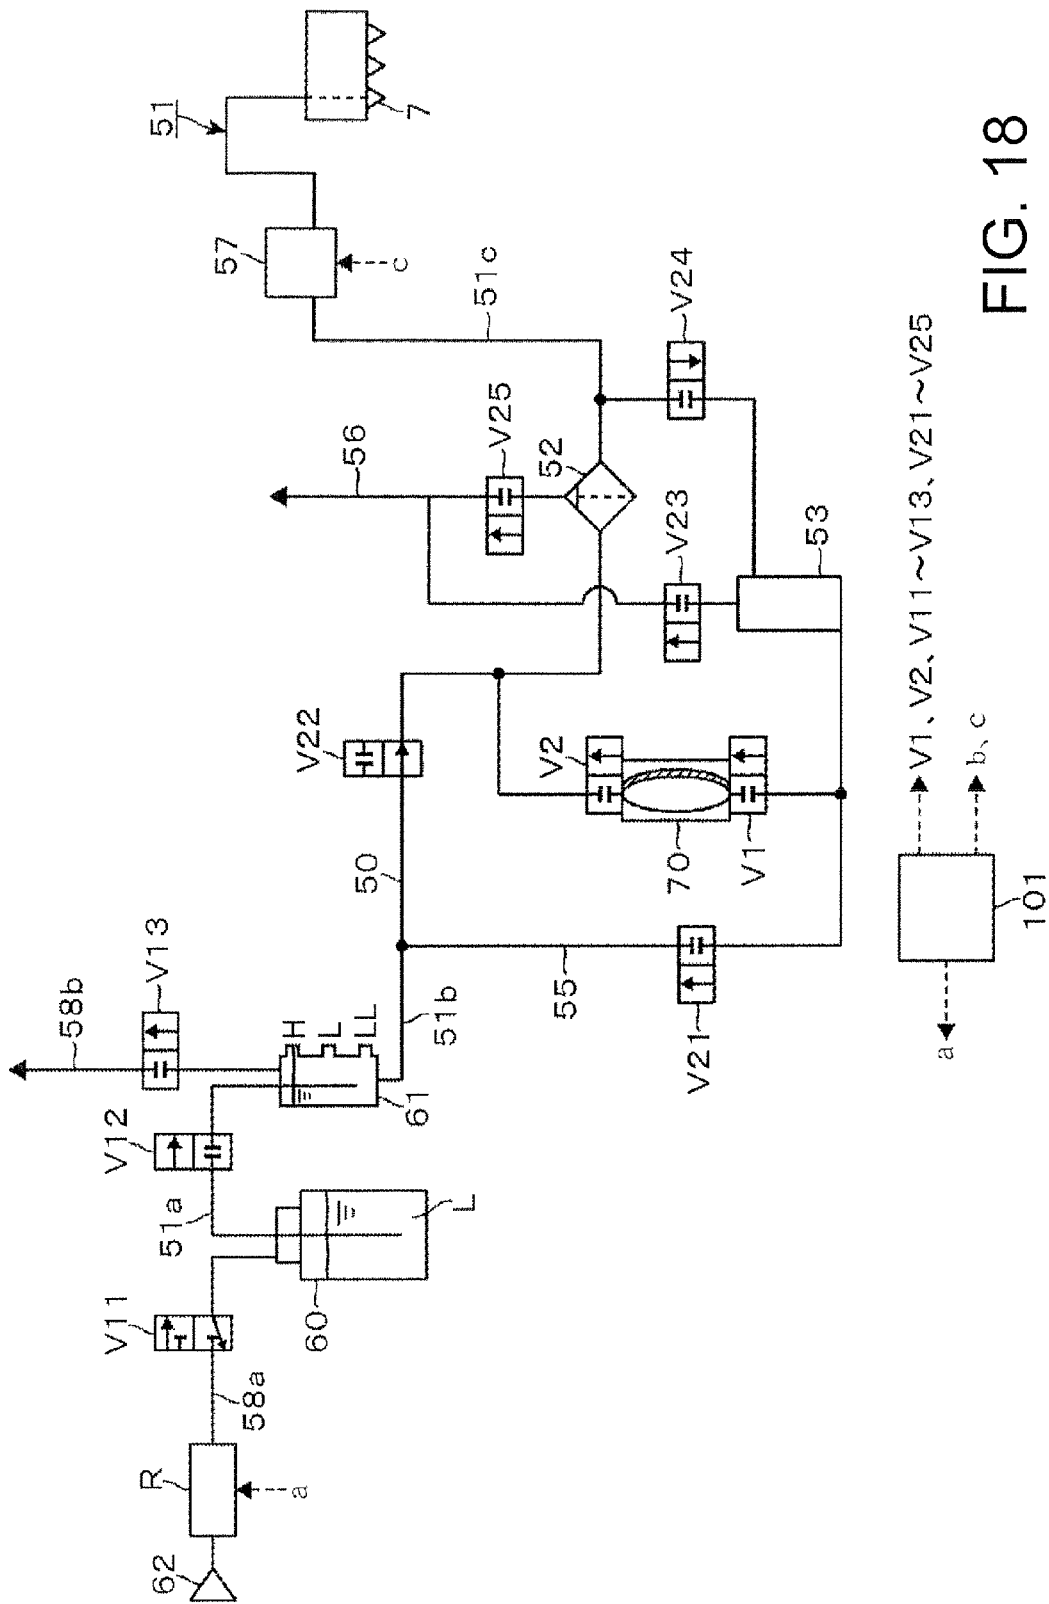 51
7
57
c
51c
V24
56
V25
52
V23
53
V22
V2
70
V1
50
55
V21
58b
V13
H
L
LL
51b
61
V12
51a
L
60
V11
58a
R
a
62
V1、V2、V11～V13、V21～V25
b、c
a
101
FIG. 18